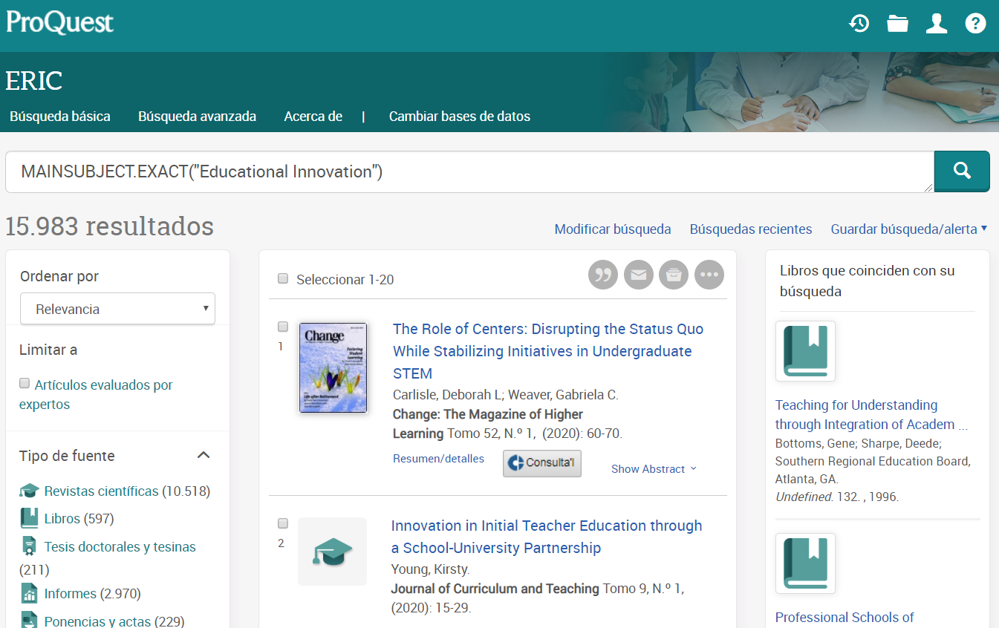 ProQuest
?
ERIC
Búsqueda básica
Búsqueda avanzada
Acerca de
|
Cambiar bases de datos
MAINSUBJECT.EXACT("Educational Innovation")
15.983 resultados
Modificar búsqueda
Búsquedas recientes
Guardar búsqueda/alerta
Ordenar por
Relevancia
Limitar a
Artículos evaluados por
expertos
Tipo de fuente
Revistas científicas (10.518)
Libros (597)
Tesis doctorales y tesinas
(211)
Informes (2.970)
Ponencias y actas (229)
Seleccionar 1-20
1
Change
Fostering
Student
Learning
Life after Retirement
The Role of Centers: Disrupting the Status Quo
While Stabilizing Initiatives in Undergraduate
STEM
Carlisle, Deborah L; Weaver, Gabriela C.
Change: The Magazine of Higher
Learning Tomo 52, N.º 1, (2020): 60-70.
Resumen/detalles
Consulta'l
Show Abstract
2
Innovation in Initial Teacher Education through
a School-University Partnership
Young, Kirsty.
Journal of Curriculum and Teaching Tomo 9, N.º 1,
(2020): 15-29.
Libros que coinciden con su
búsqueda
Teaching for Understanding
through Integration of Academ ...
Bottoms, Gene; Sharpe, Deede;
Southern Regional Education Board,
Atlanta, GA.
Undefined. 132. , 1996.
Professional Schools of